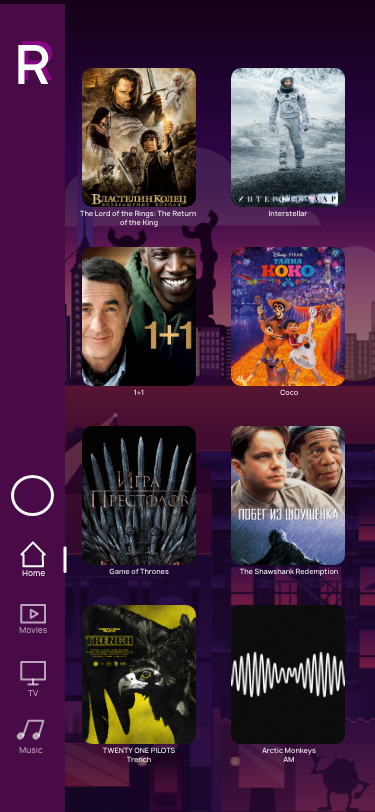 R
ВЛАСТЕЛИН КОЛЕЦ
ВОЗВРАЩЕНИЕ КОРОЛЯ
The Lord of the Rings: The Return
of the King
ИНТЕРСТЕЛЛАР
Interstellar
1+1
1+1
Disney PIXAR
ТАЙНА
КОКО
Coco
ИГРА
ПРЕСТОЛОВ
Game of Thrones
ПОБЕГ ИЗ ШОУШЕНКА
The Shawshank Redemption
TRENCH
TWENTY ONE PILOTS
Trench
Arctic Monkeys
AM
Home
Movies
TV
Music